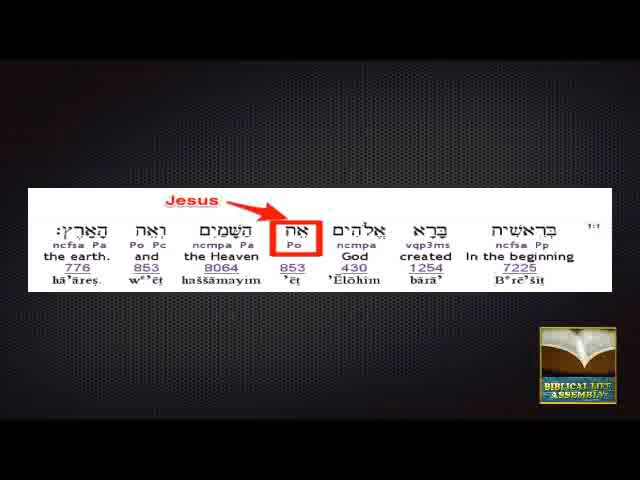 Jesus
1:1 בְּרֵאשִׁית בָּרָא אֱלֹהִים אֵת הַשָּׁמַיִם וְאֵת הָאָרֶץ׃
ncfsa Pa Po Pc ncmpa Pa Po ncmpa vqp3ms ncfsa Pp
the earth. and the Heaven God created In the beginning
776 853 8064 853 430 1254 7225
hā’āreṣ. wᵉ’ēṯ haššāmayim ’ēṯ ’Ĕlōhîm bārā’ Bᵉrē’šîṯ
BIBLICAL LIFE
ASSEMBLY